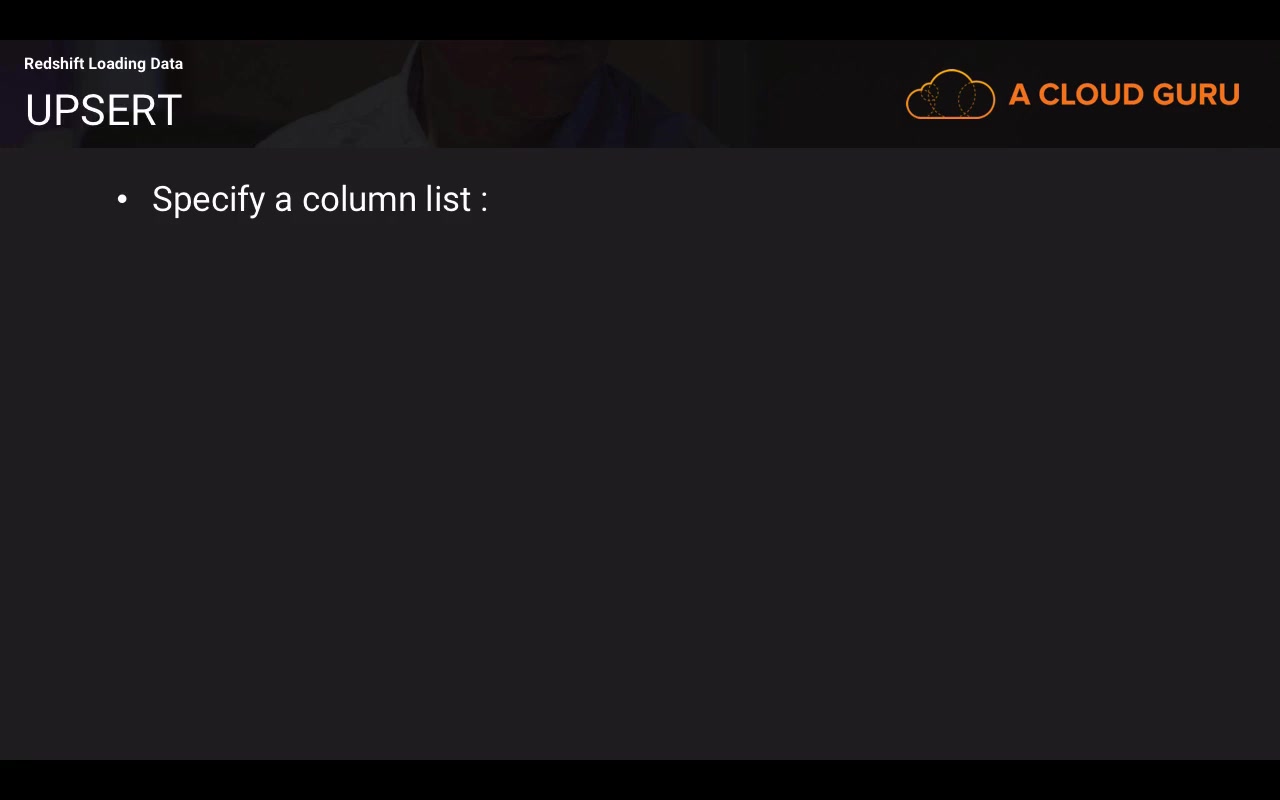 Redshift Loading Data
UPSERT
A CLOUD GURU
• Specify a column list :